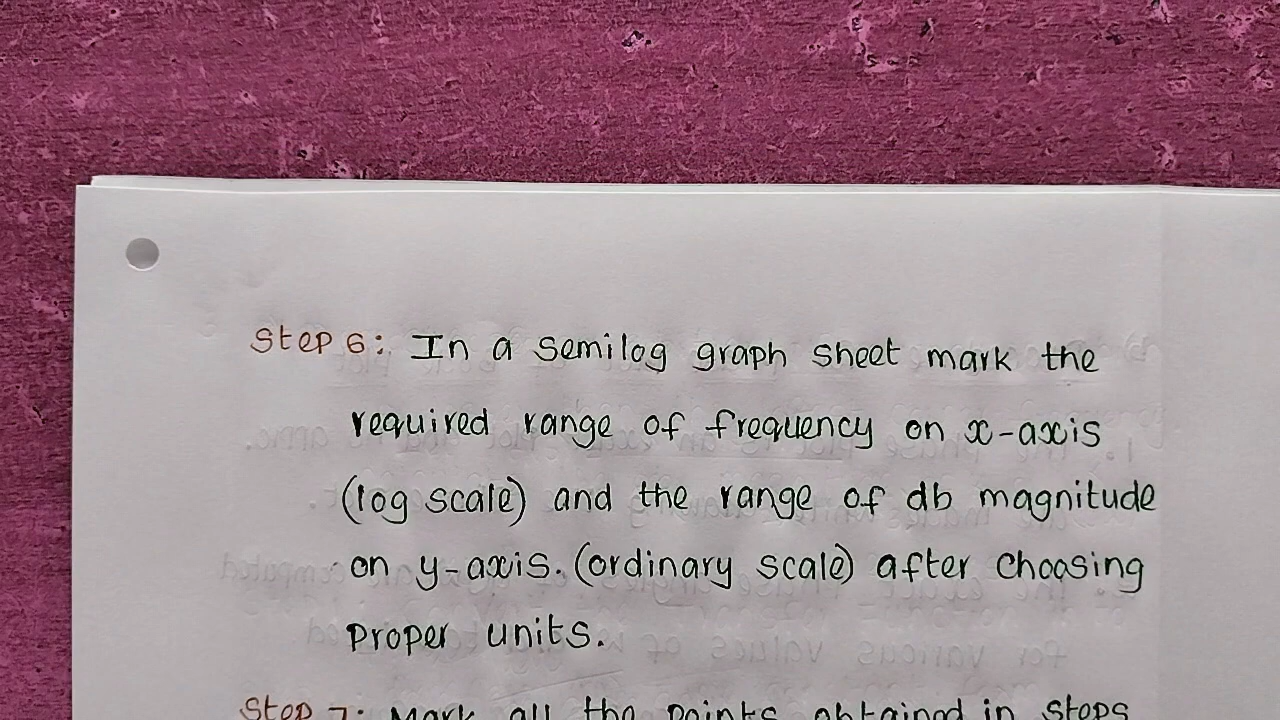 Step 6: In a semilog graph sheet mark the
required range of frequency on x-axis
(log scale) and the range of db magnitude
on y-axis. (ordinary scale) after choosing
proper units.
Step 7: Mark all the points obtained in steps